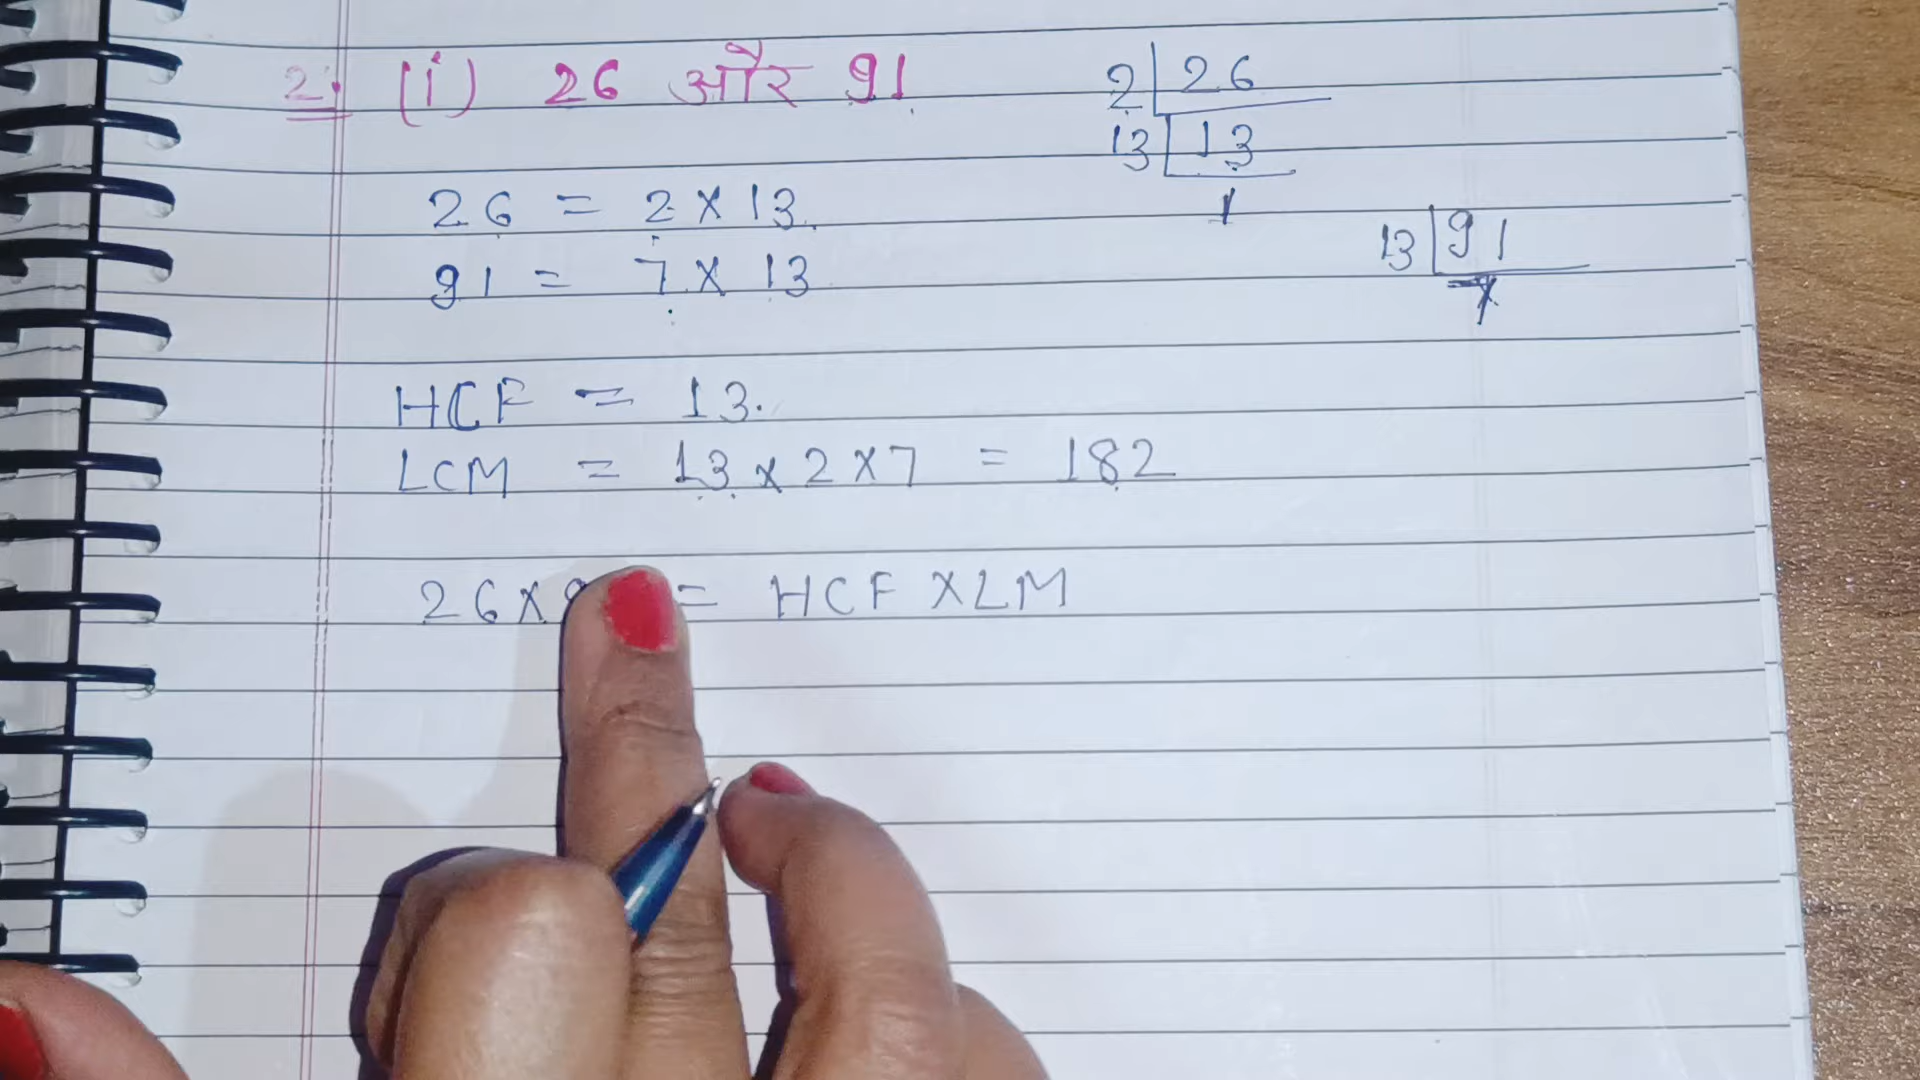 2. (i) 26 और 91
2 26
13 13
1
26 = 2 X 13
91 = 7 X 13
13 91
7
HCF = 13.
LCM = 13 x 2 X 7 = 182
26 X = HCF X LM